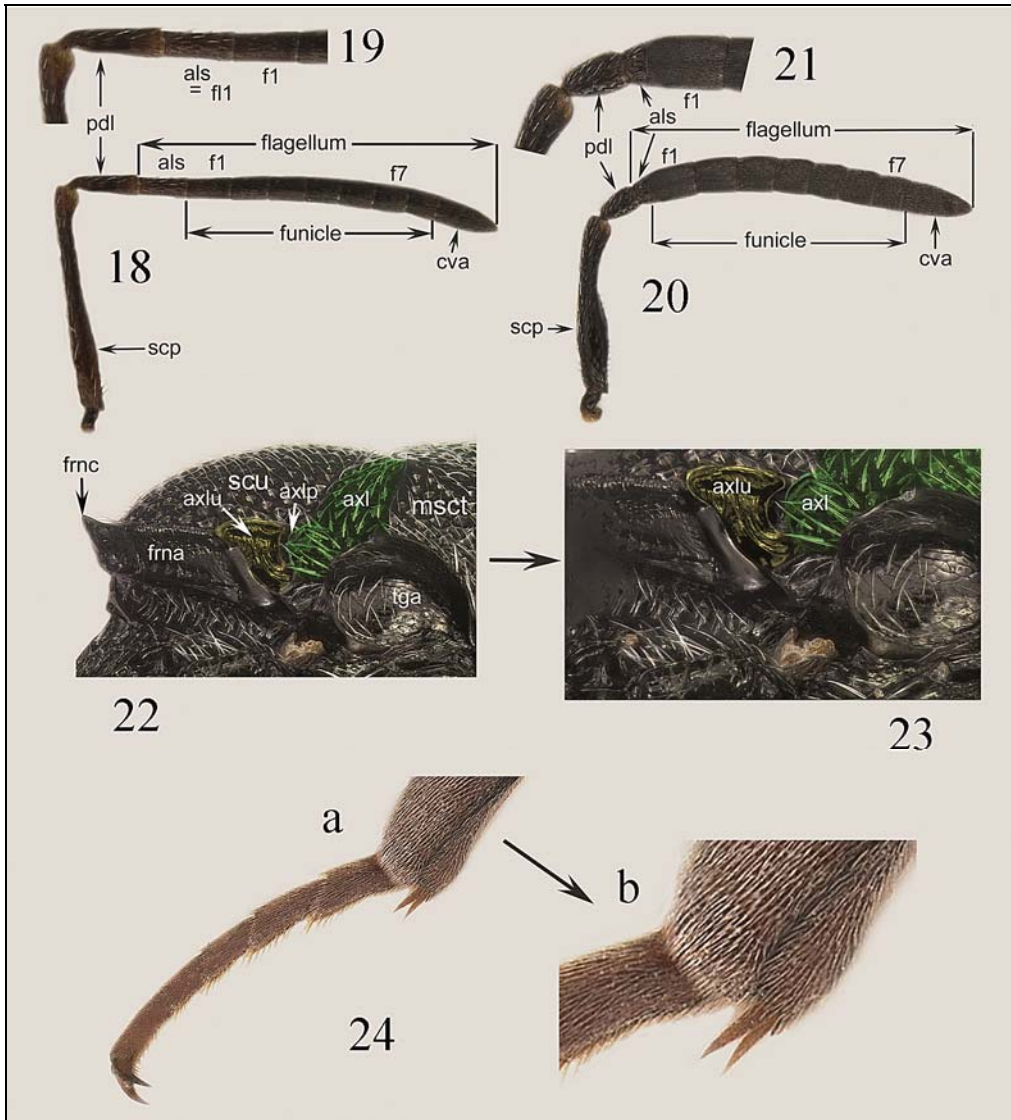 19
als
=
fl1
f1
pdl
flagellum
als
f1
f7
funicle
cva
18
scp
21
f1
als
pdl
flagellum
f1
f7
funicle
cva
20
scp
frnc
scu
axlu
axlp
axl
msct
frna
tga
22
axlu
axl
23
a
b
24